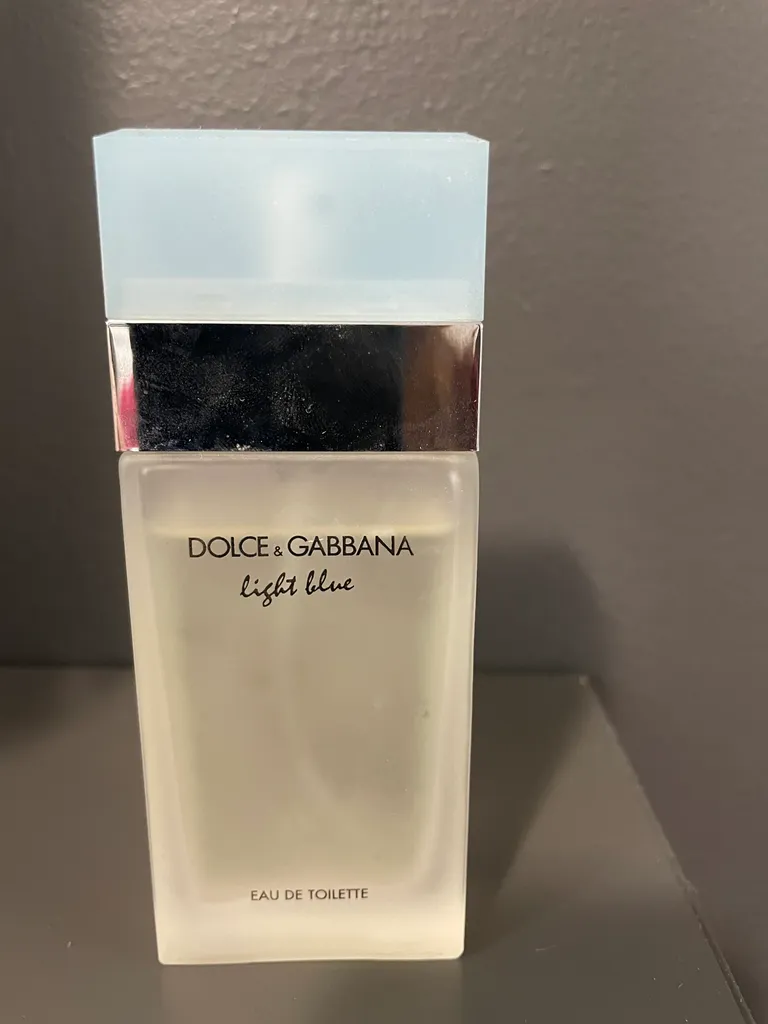 DOLCE & GABBANA
light blue
EAU DE TOILETTE